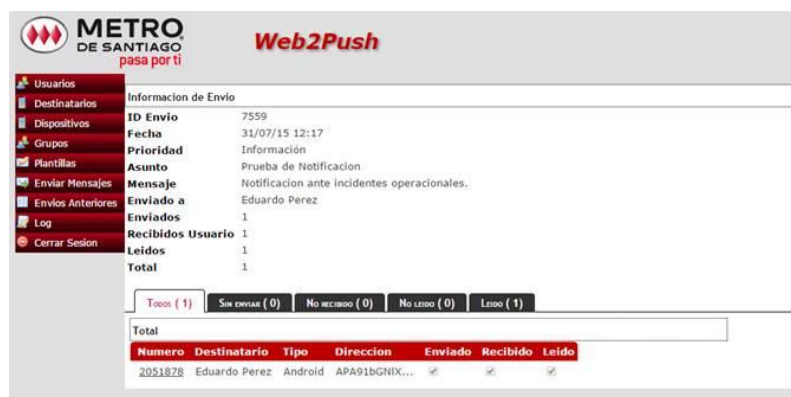 METRO
DE SANTIAGO
pasa por ti
Web2Push
Usuarios
Destinatarios
Dispositivos
Grupos
Plantillas
Enviar Mensajes
Envios Anteriores
Log
Cerrar Sesion
Informacion de Envio
ID Envio 7559
Fecha 31/07/15 12:17
Prioridad Información
Asunto Prueba de Notificacion
Mensaje Notificacion ante incidentes operacionales.
Enviado a Eduardo Perez
Enviados 1
Recibidos Usuario 1
Leidos 1
Total 1
Todos ( 1 ) Sin enviar ( 0 ) No recibido ( 0 ) No leido ( 0 ) Leido ( 1 )
Total
Numero Destinatario Tipo Direccion Enviado Recibido Leido
2051878 Eduardo Perez Android APA91bGNlX...